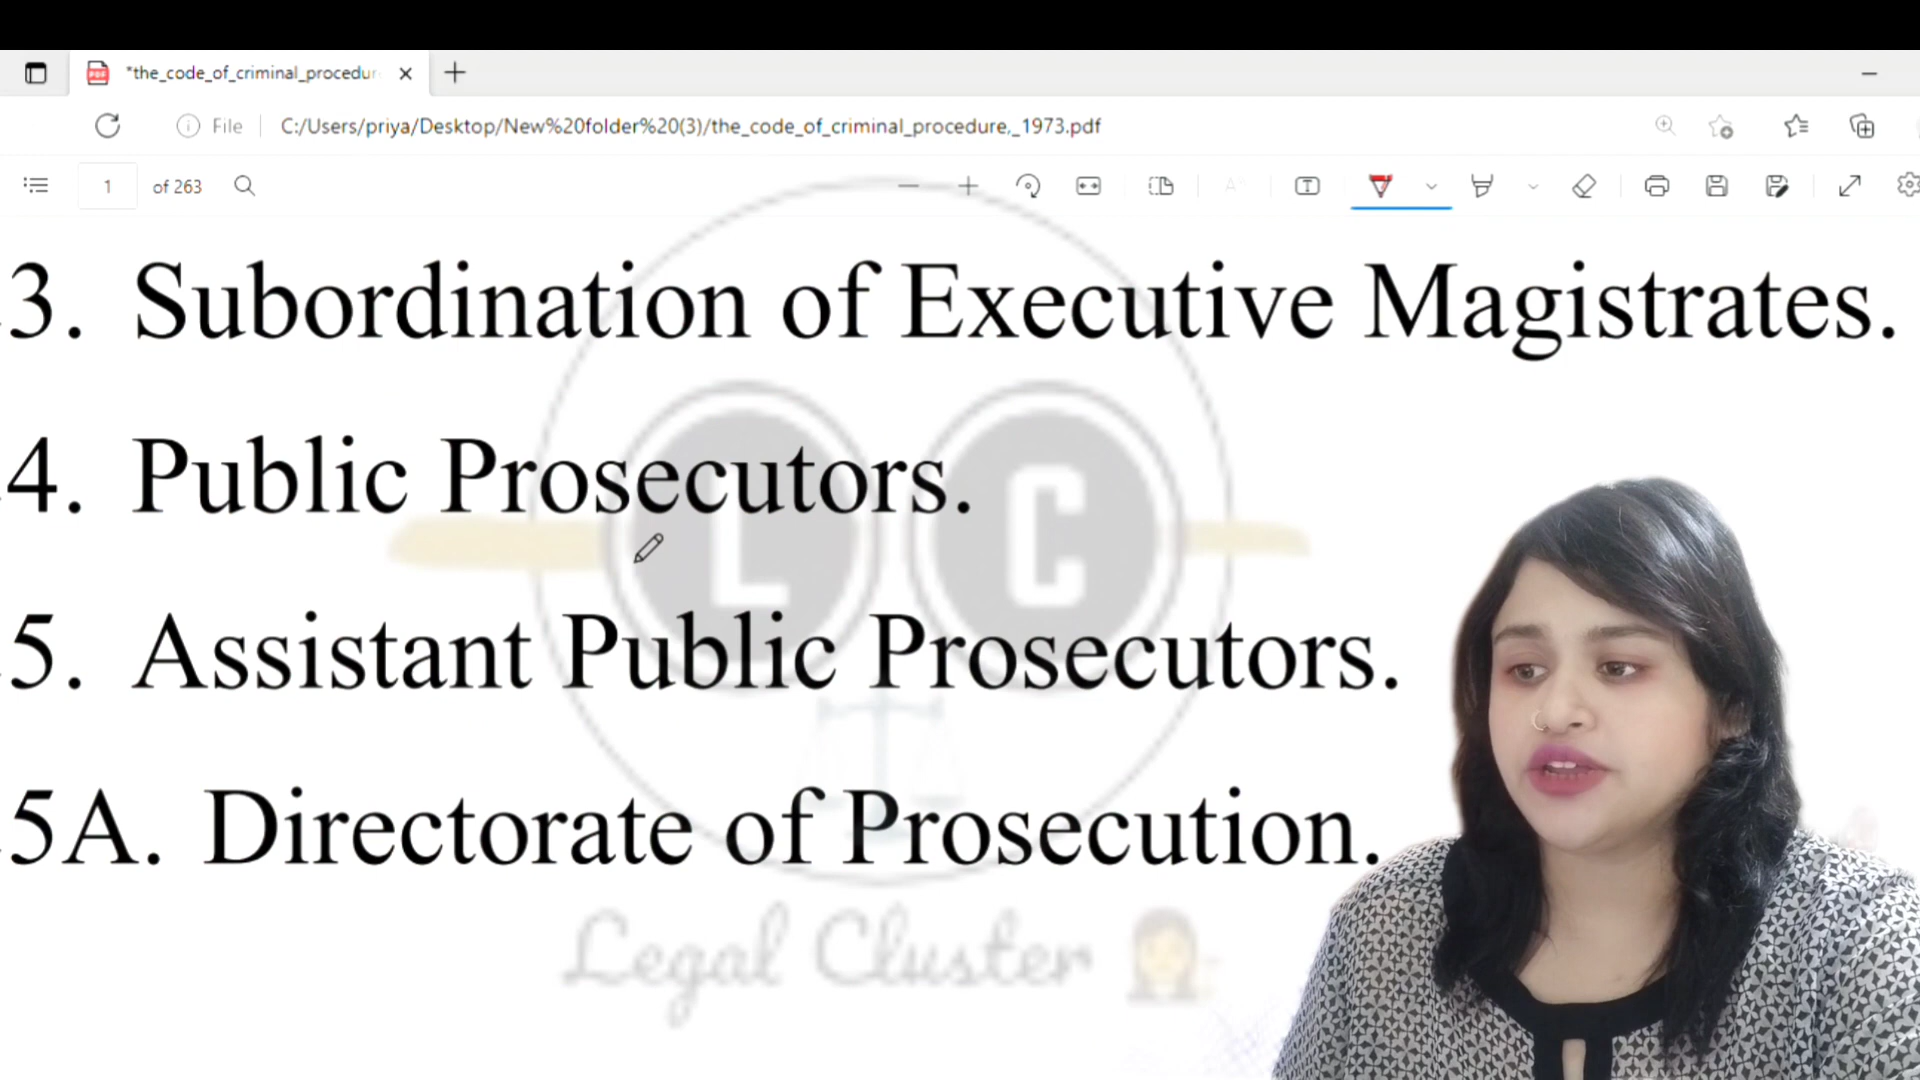 *the_code_of_criminal_procedur
File C:/Users/priya/Desktop/New%20folder%20(3)/the_code_of_criminal_procedure,_1973.pdf
1 of 263
3. Subordination of Executive Magistrates.
4. Public Prosecutors.
L C
5. Assistant Public Prosecutors.
5A. Directorate of Prosecution.
Legal Cluster